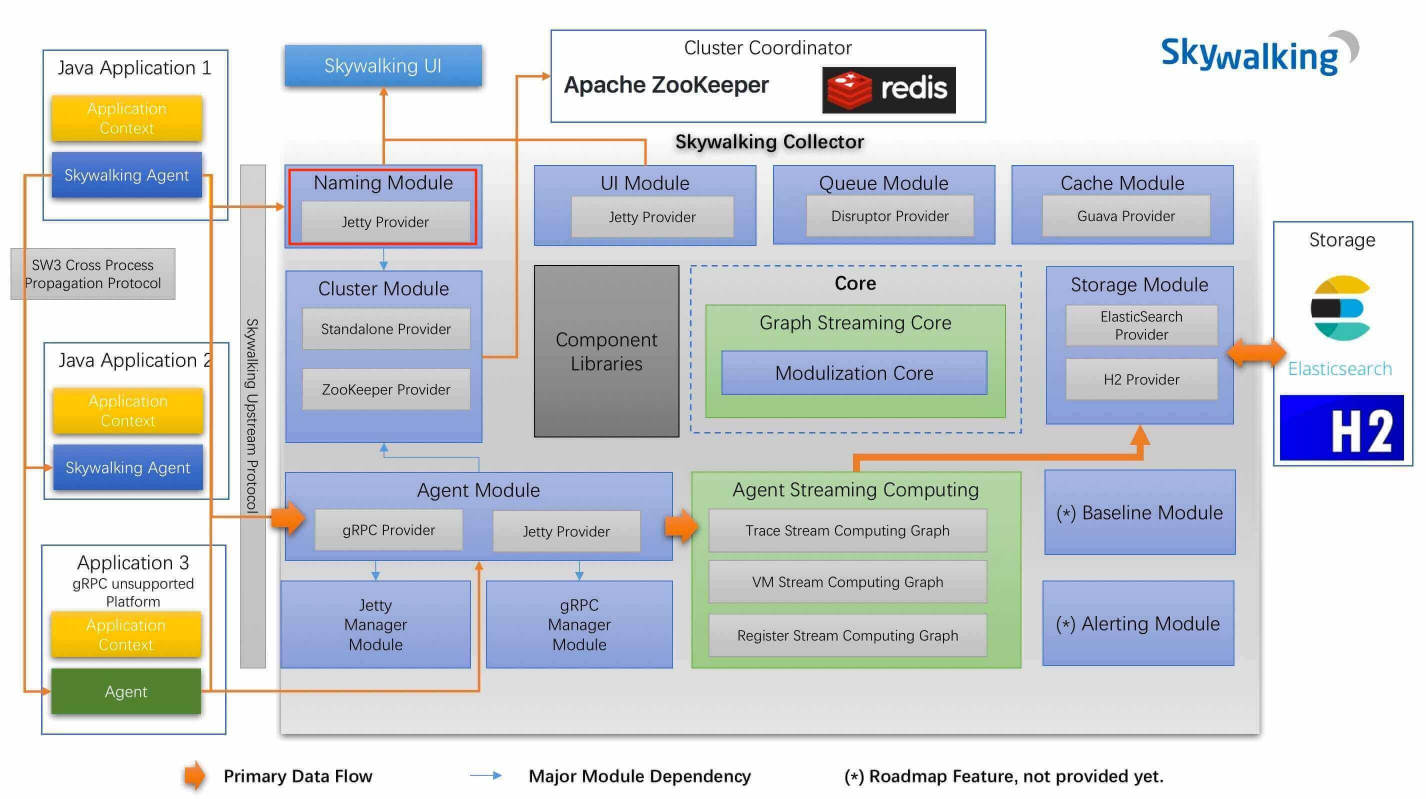 Skywalking
Java Application 1
Application
Context
Skywalking Agent
SW3 Cross Process
Propagation Protocol
Java Application 2
Application
Context
Skywalking Agent
Application 3
gRPC unsupported
Platform
Application
Context
Agent
Skywalking Upstream Protocol
Skywalking UI
Cluster Coordinator
Apache ZooKeeper
redis
Skywalking Collector
Naming Module
Jetty Provider
UI Module
Jetty Provider
Queue Module
Disruptor Provider
Cache Module
Guava Provider
Cluster Module
Standalone Provider
ZooKeeper Provider
Component
Libraries
Core
Graph Streaming Core
Modulization Core
Storage Module
ElasticSearch
Provider
H2 Provider
Storage
Elasticsearch
H2
Agent Module
gRPC Provider
Jetty Provider
Jetty
Manager
Module
gRPC
Manager
Module
Agent Streaming Computing
Trace Stream Computing Graph
VM Stream Computing Graph
Register Stream Computing Graph
(*) Baseline Module
(*) Alerting Module
Primary Data Flow
Major Module Dependency
(*) Roadmap Feature, not provided yet.